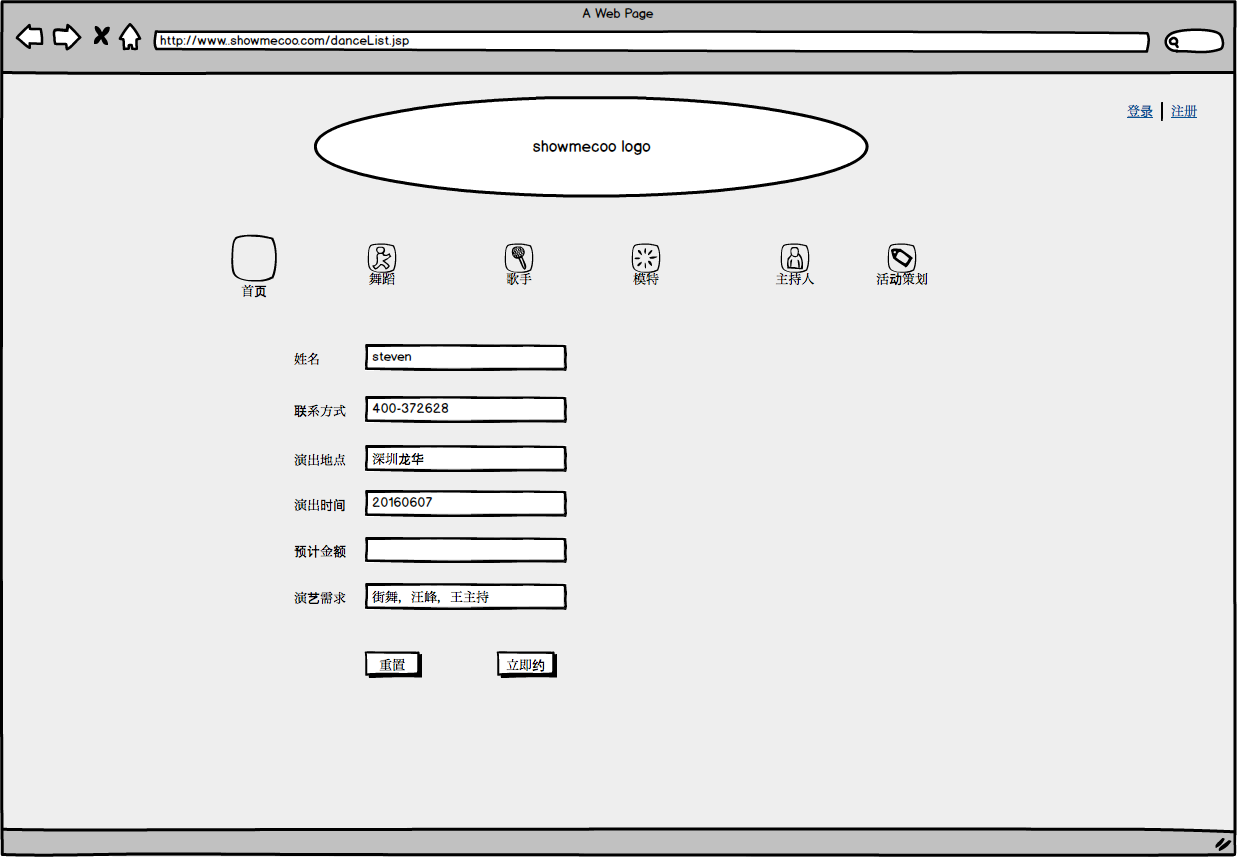 A Web Page
http://www.showmecoo.com/danceList.jsp
登录 注册
showmecoo logo
首页 舞蹈 歌手 模特 主持人 活动策划
姓名 steven
联系方式 400-372628
演出地点 深圳龙华
演出时间 20160607
预计金额
演艺需求 街舞，汪峰，王主持
重置 立即约